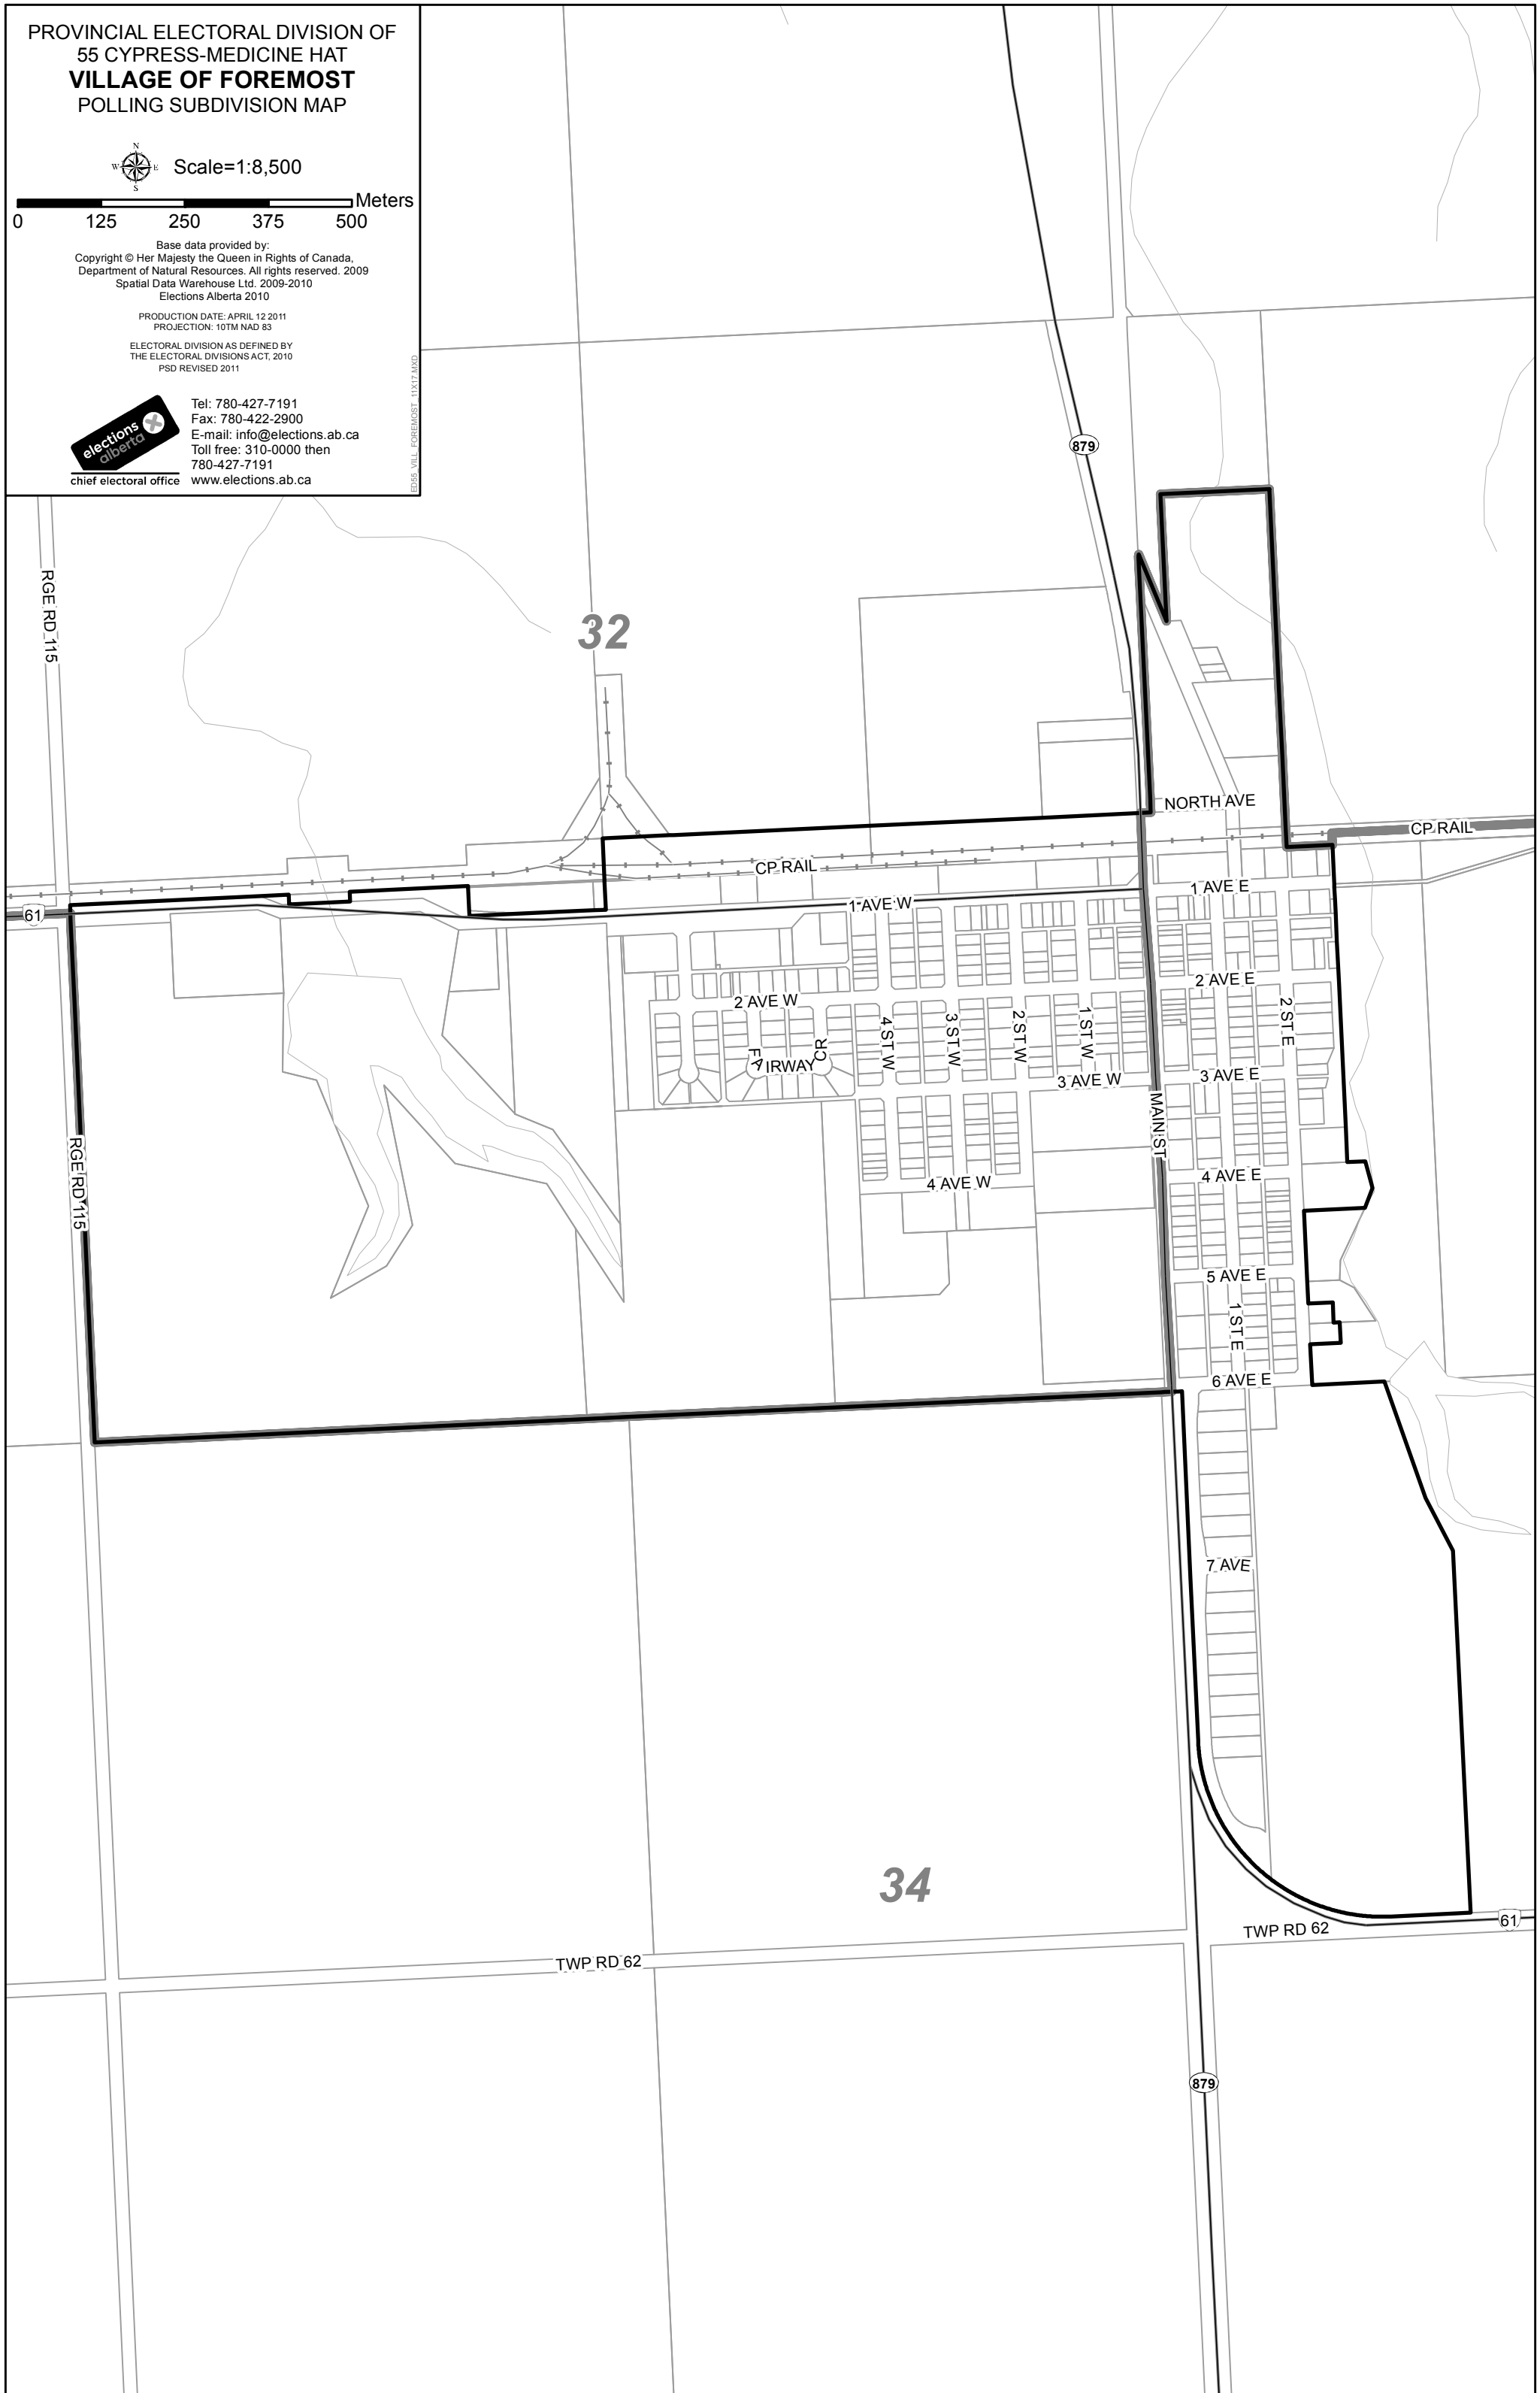 PROVINCIAL ELECTORAL DIVISION OF
55 CYPRESS-MEDICINE HAT
VILLAGE OF FOREMOST
POLLING SUBDIVISION MAP
N
W E
S
Scale=1:8,500
Meters
0 125 250 375 500
Base data provided by:
Copyright © Her Majesty the Queen in Rights of Canada,
Department of Natural Resources. All rights reserved. 2009
Spatial Data Warehouse Ltd. 2009-2010
Elections Alberta 2010
PRODUCTION DATE: APRIL 12 2011
PROJECTION: 10TM NAD 83
ELECTORAL DIVISION AS DEFINED BY
THE ELECTORAL DIVISIONS ACT, 2010
PSD REVISED 2011
elections
alberta
chief electoral office
Tel: 780-427-7191
Fax: 780-422-2900
E-mail: info@elections.ab.ca
Toll free: 310-0000 then
780-427-7191
www.elections.ab.ca
ED55 VILL FOREMOST 11X17.MXD
879
RGE RD 115
32
NORTH AVE
CP RAIL
CP RAIL
1 AVE E
1 AVE W
61
2 AVE E
2 AVE W
4 ST W
3 ST W
2 ST W
1 ST W
2 ST E
FAIRWAY CR
3 AVE E
3 AVE W
MAIN ST
RGE RD 115
4 AVE E
4 AVE W
5 AVE E
1 ST E
6 AVE E
7 AVE
34
61
TWP RD 62
TWP RD 62
879